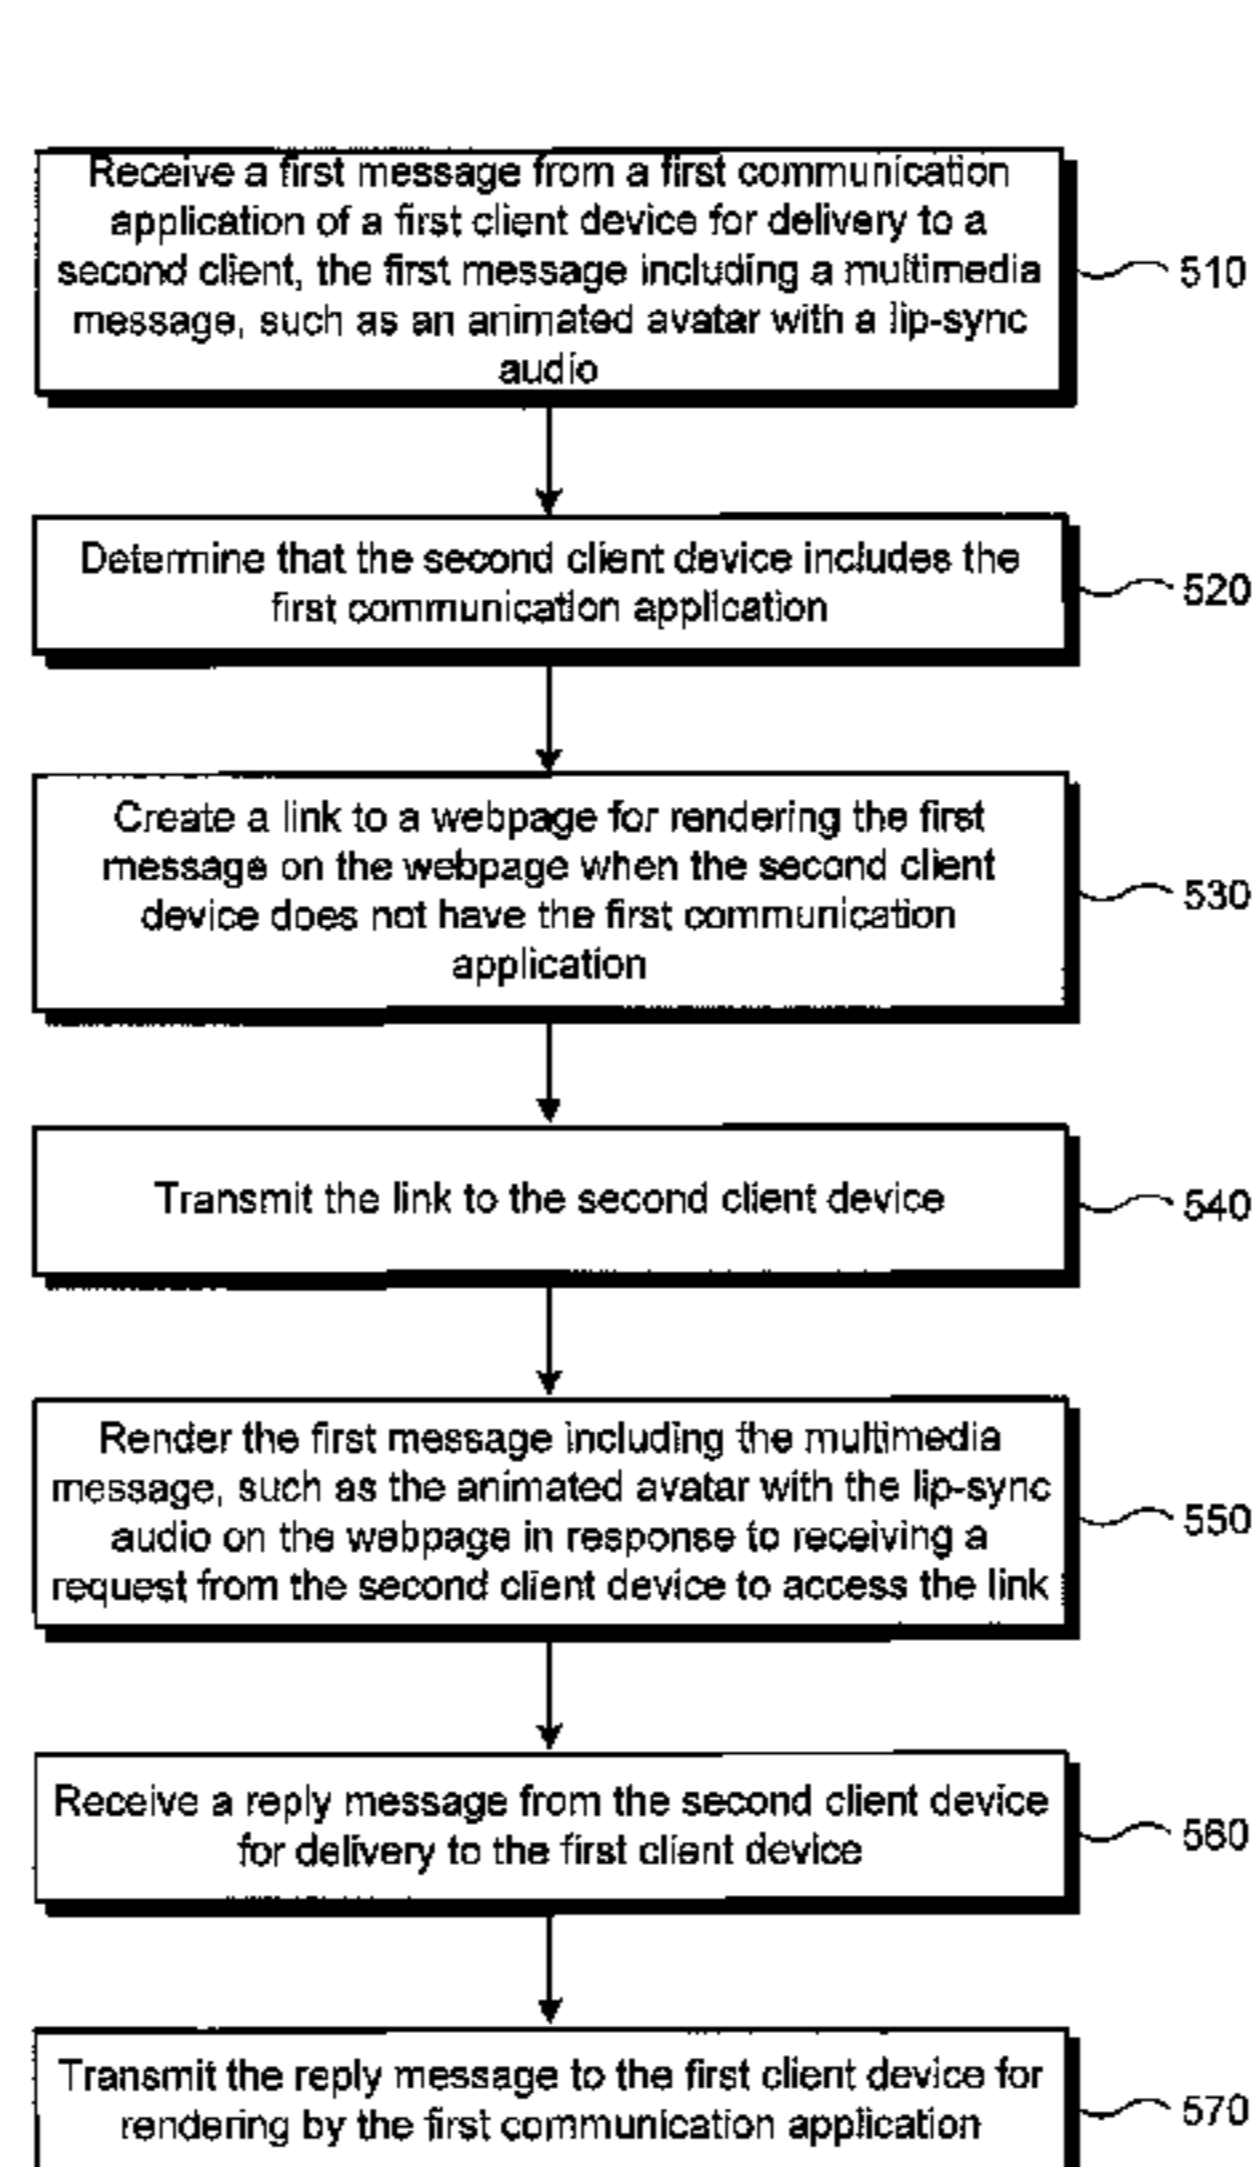 Receive a first message from a first communication
application of a first client device for delivery to a
second client, the first message including a multimedia
message, such as an animated avatar with a lip-sync
audio
510
Determine that the second client device includes the
first communication application
520
Create a link to a webpage for rendering the first
message on the webpage when the second client
device does not have the first communication
application
530
Transmit the link to the second client device
540
Render the first message including the multimedia
message, such as the animated avatar with the lip-sync
audio on the webpage in response to receiving a
request from the second client device to access the link
550
Receive a reply message from the second client device
for delivery to the first client device
560
Transmit the reply message to the first client device for
rendering by the first communication application
570